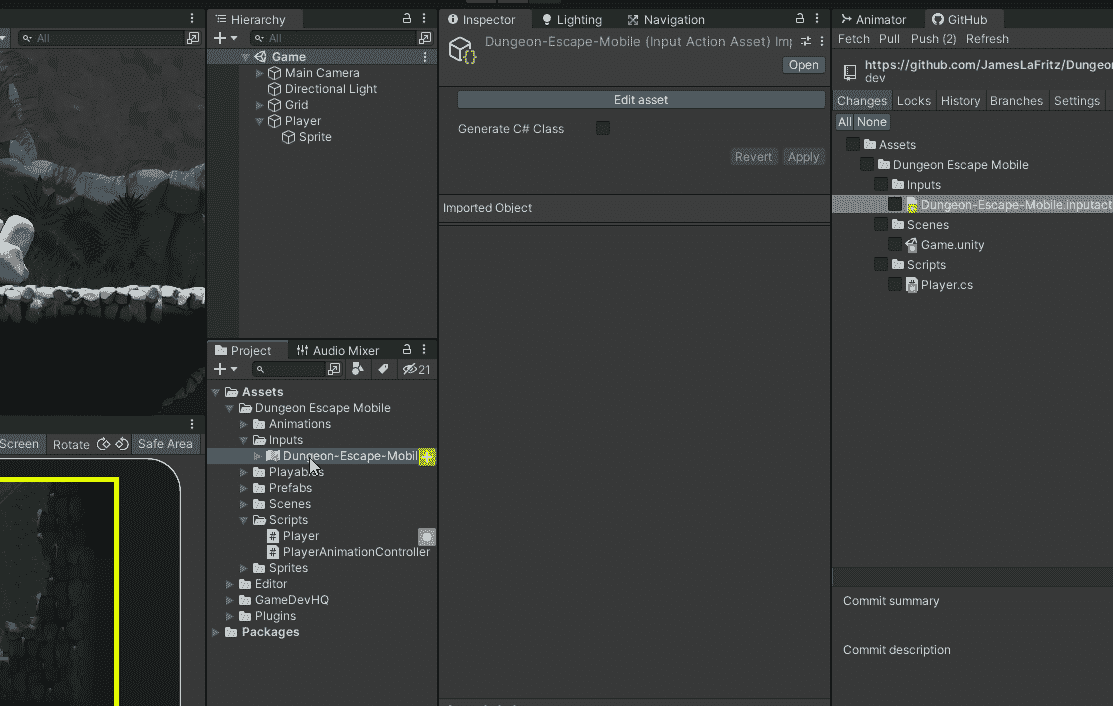 All
Screen Rotate Safe Area
Hierarchy
All
Game
Main Camera
Directional Light
Grid
Player
Sprite
Project Audio Mixer
21
Assets
Dungeon Escape Mobile
Animations
Inputs
Dungeon-Escape-Mobil
Playables
Prefabs
Scenes
Scripts
Player
PlayerAnimationController
Sprites
Editor
GameDevHQ
Plugins
Packages
Inspector Lighting Navigation
Dungeon-Escape-Mobile (Input Action Asset) Imp
Open
Edit asset
Generate C# Class
Revert Apply
Imported Object
Animator GitHub
Fetch Pull Push (2) Refresh
https://github.com/JamesLaFritz/Dungeon
dev
Changes Locks History Branches Settings
All None
Assets
Dungeon Escape Mobile
Inputs
Dungeon-Escape-Mobile.inputact
Scenes
Game.unity
Scripts
Player.cs
Commit summary
Commit description